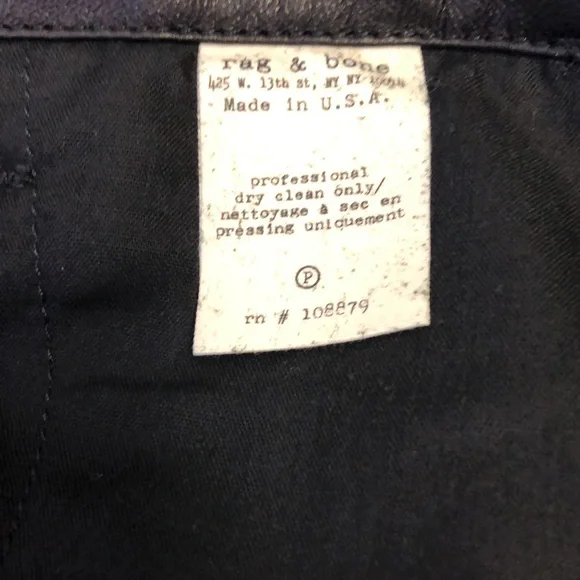 rag & bone
425 W. 13th st, NY NY 10014
Made in U.S.A.
professional
dry clean only/
nettoyage à sec en
pressing uniquement
P
rn # 108879